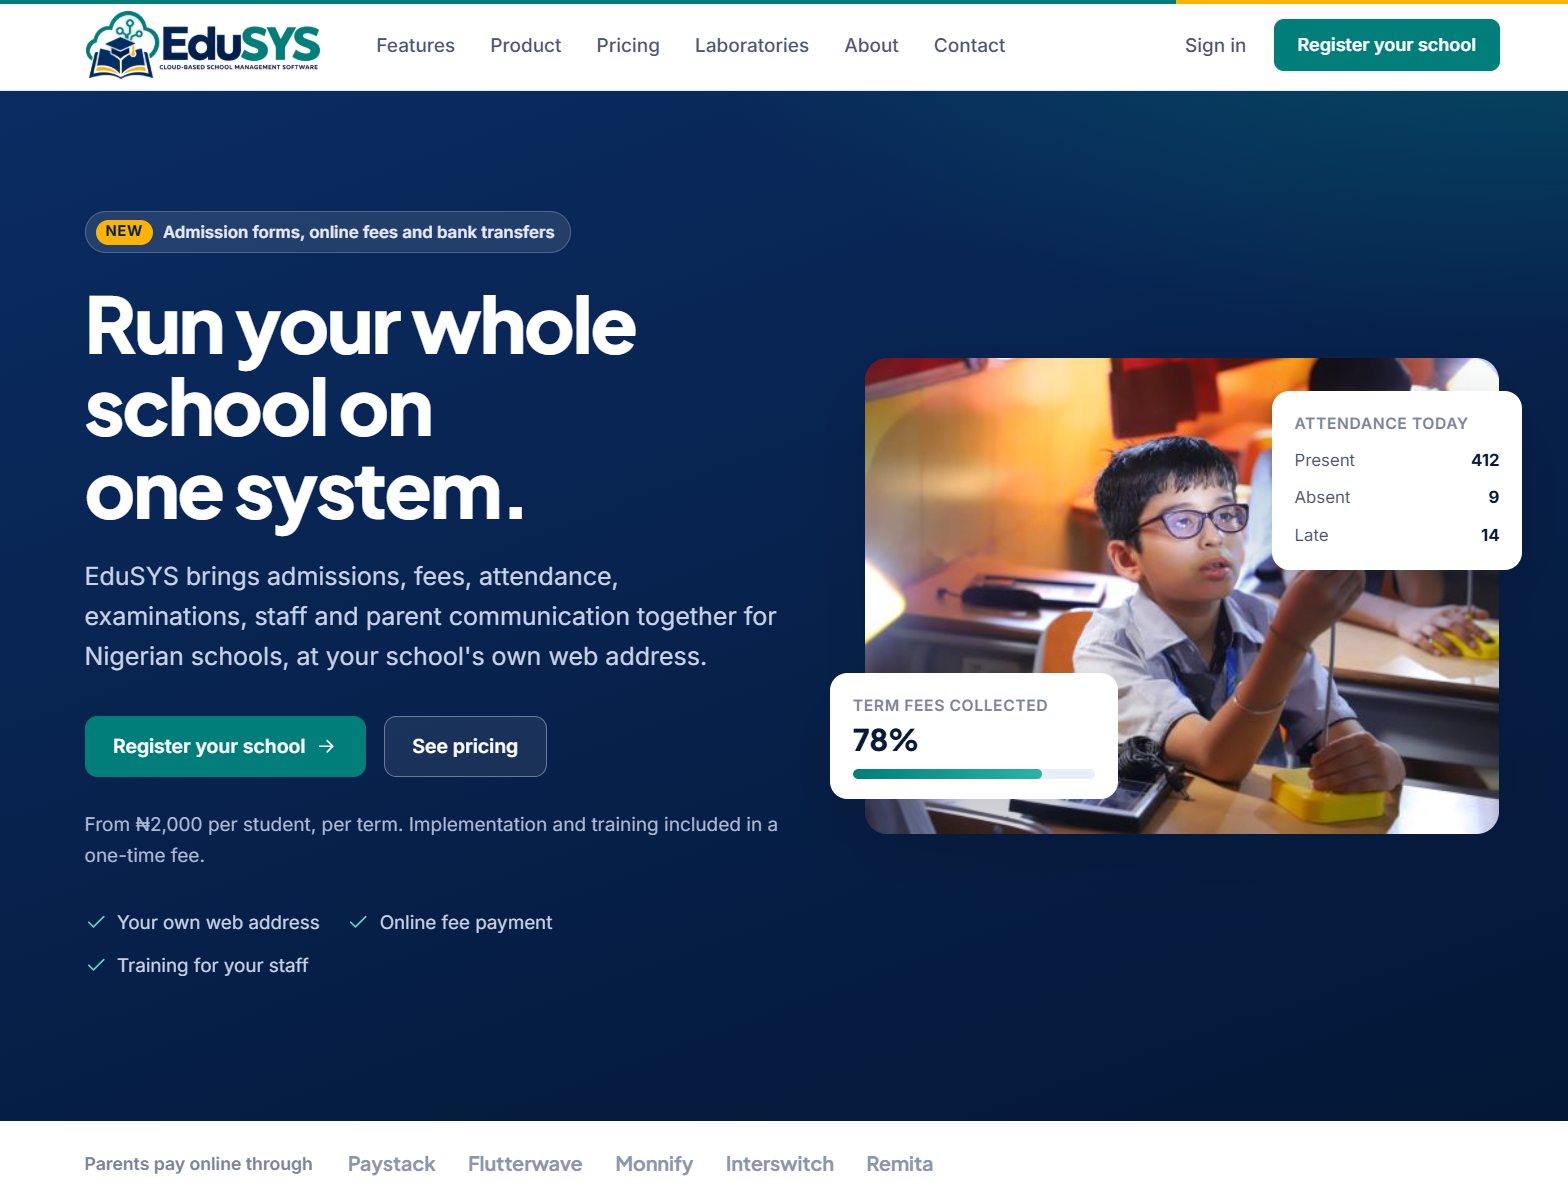 EduSYS
CLOUD-BASED SCHOOL MANAGEMENT SOFTWARE
Features
Product
Pricing
Laboratories
About
Contact
Sign in
Register your school
NEW Admission forms, online fees and bank transfers
Run your whole
school on
one system.
EduSYS brings admissions, fees, attendance,
examinations, staff and parent communication together for
Nigerian schools, at your school's own web address.
Register your school →
See pricing
From ₦2,000 per student, per term. Implementation and training included in a
one-time fee.
Your own web address
Online fee payment
Training for your staff
ATTENDANCE TODAY
Present 412
Absent 9
Late 14
TERM FEES COLLECTED
78%
Parents pay online through
Paystack
Flutterwave
Monnify
Interswitch
Remita